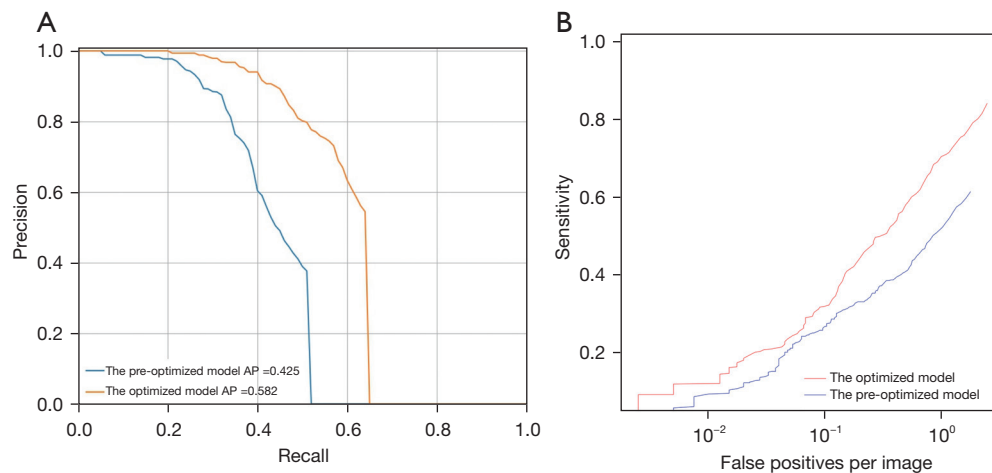 A
1.0
0.8
0.6
0.4
0.2
0.0
Precision
The pre-optimized model AP =0.425
The optimized model AP =0.582
0.0 0.2 0.4 0.6 0.8 1.0
Recall
B
1.0
0.8
0.6
0.4
0.2
Sensitivity
The optimized model
The pre-optimized model
10⁻² 10⁻¹ 10⁰
False positives per image